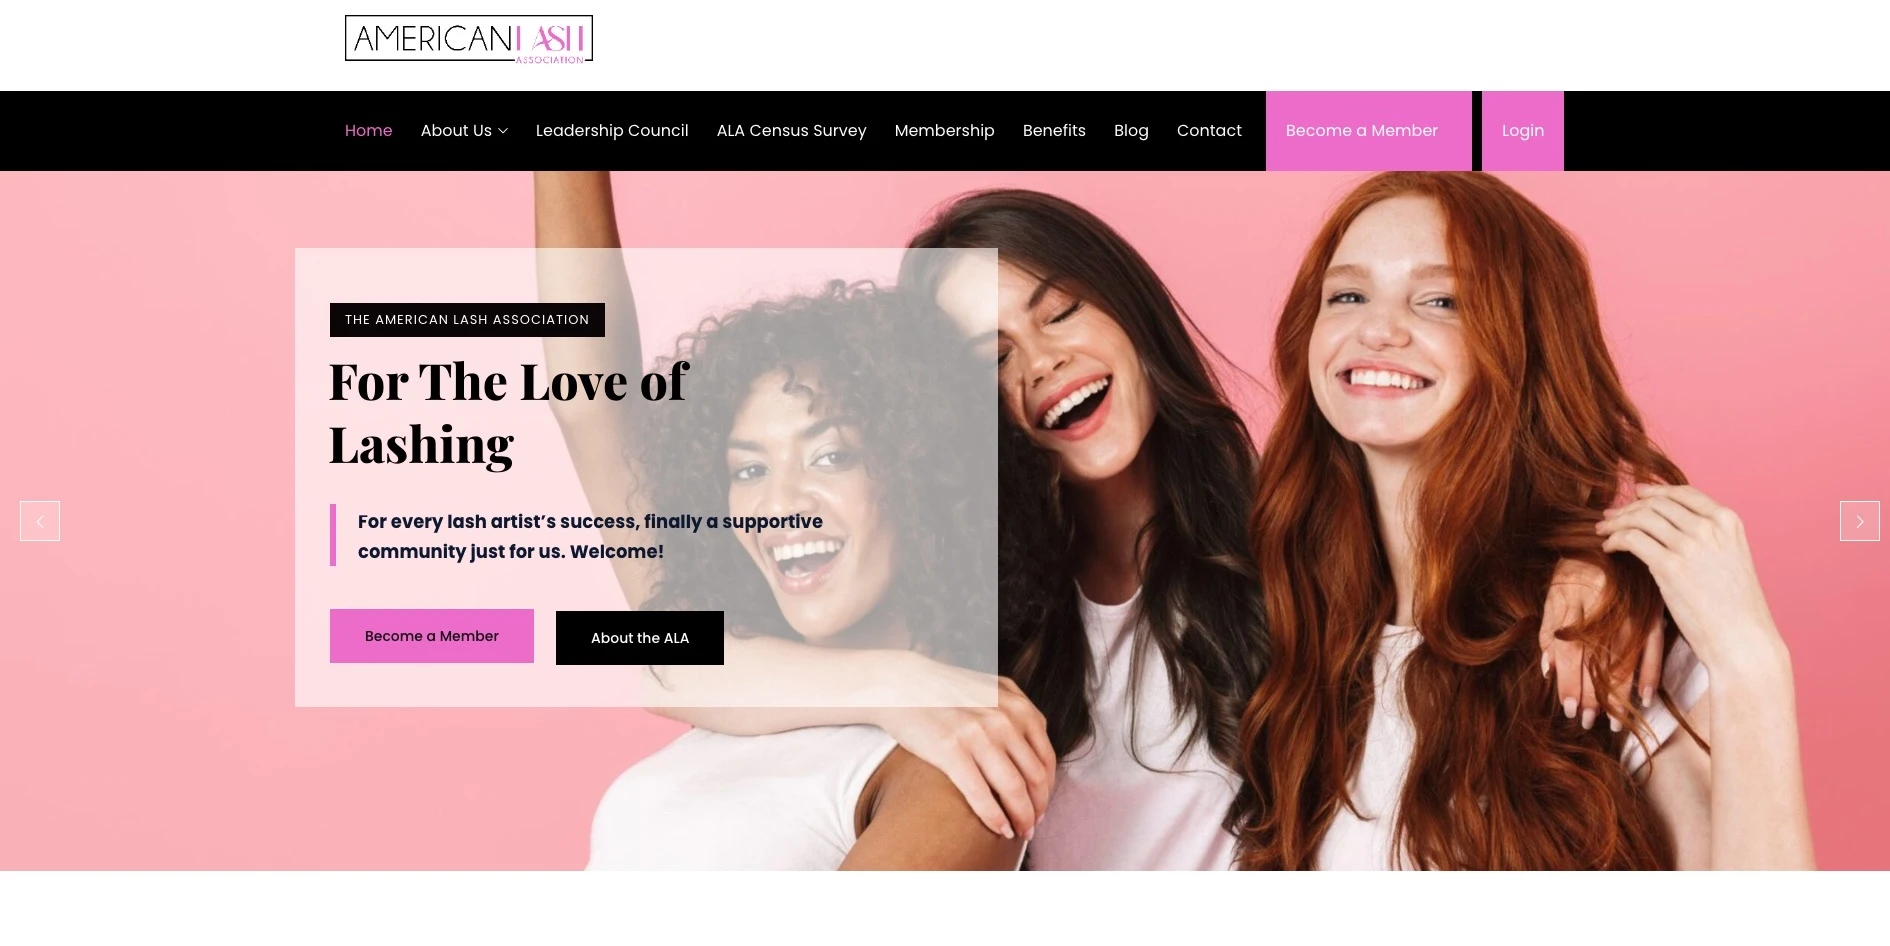 AMERICAN LASH
ASSOCIATION
Home About Us Leadership Council ALA Census Survey Membership Benefits Blog Contact Become a Member Login
THE AMERICAN LASH ASSOCIATION
For The Love of
Lashing
For every lash artist’s success, finally a supportive
community just for us. Welcome!
Become a Member About the ALA